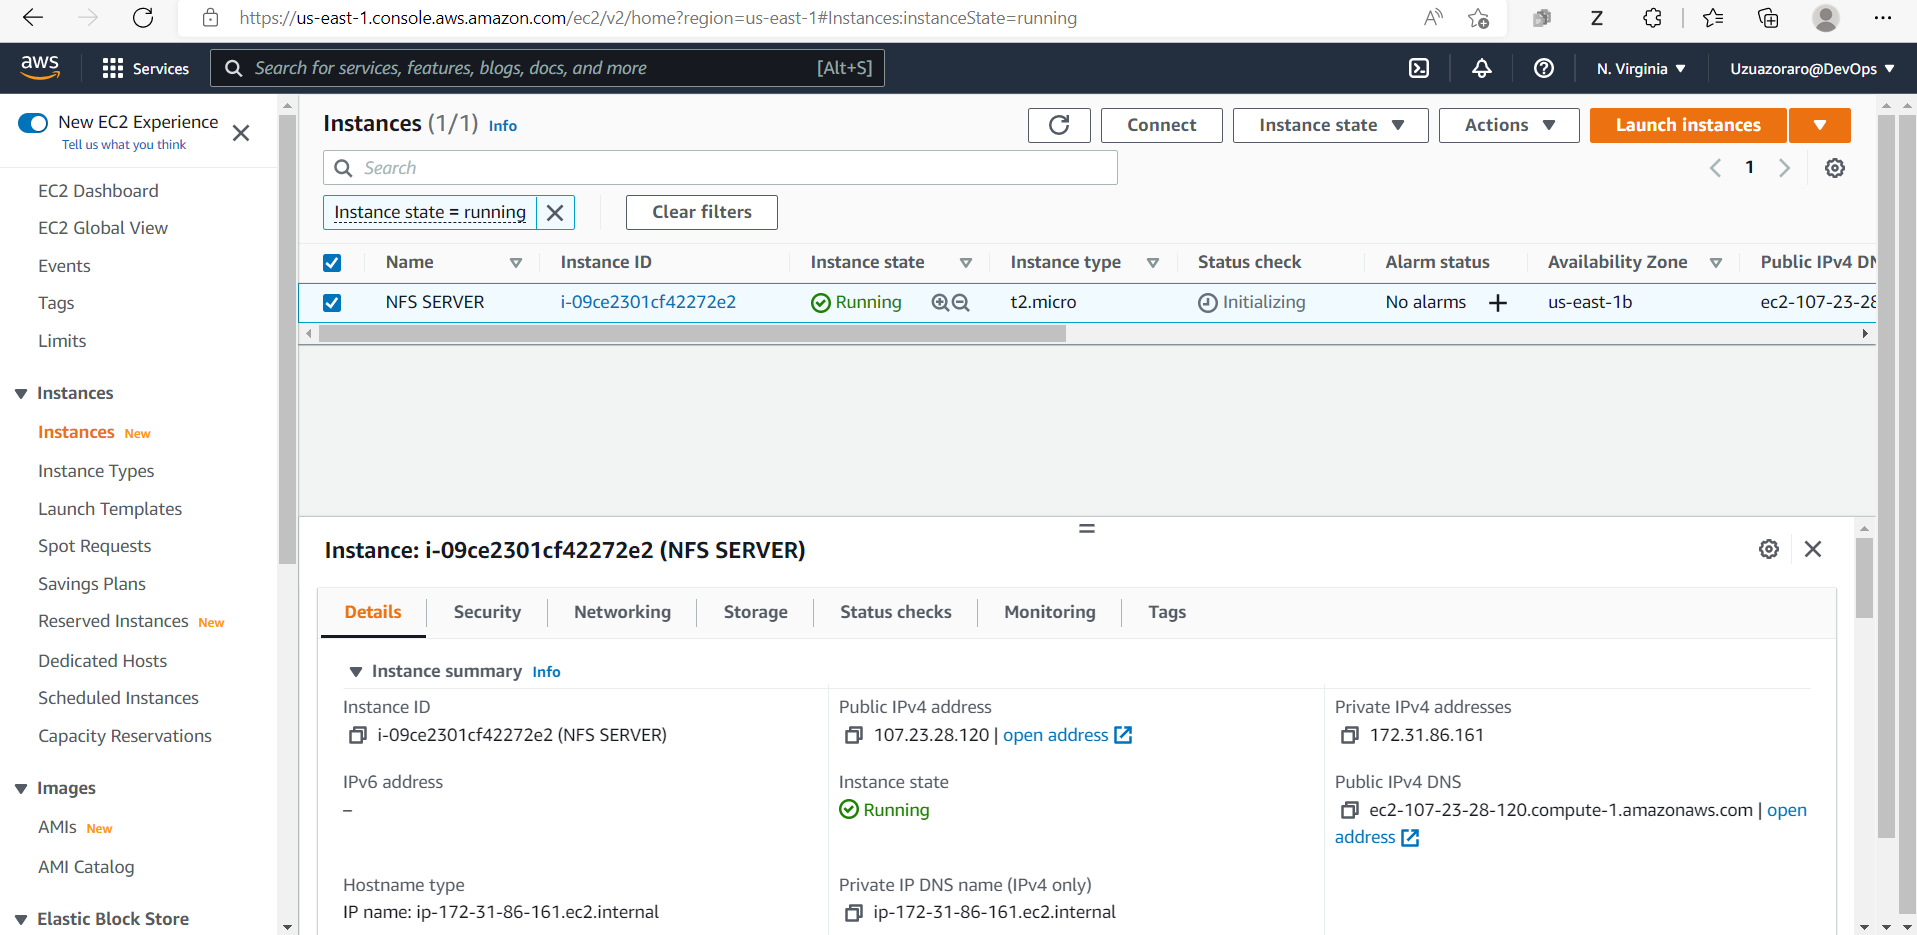 https://us-east-1.console.aws.amazon.com/ec2/v2/home?region=us-east-1#Instances:instanceState=running
aws
Services
Search for services, features, blogs, docs, and more [Alt+S]
N. Virginia
Uzuazoraro@DevOps
New EC2 Experience
Tell us what you think
EC2 Dashboard
EC2 Global View
Events
Tags
Limits
Instances
Instances New
Instance Types
Launch Templates
Spot Requests
Savings Plans
Reserved Instances New
Dedicated Hosts
Scheduled Instances
Capacity Reservations
Images
AMIs New
AMI Catalog
Elastic Block Store
Instances (1/1) Info
Connect
Instance state
Actions
Launch instances
Search
1
Instance state = running
Clear filters
Name Instance ID Instance state Instance type Status check Alarm status Availability Zone Public IPv4 DN
NFS SERVER i-09ce2301cf42272e2 Running t2.micro Initializing No alarms us-east-1b ec2-107-23-28
Instance: i-09ce2301cf42272e2 (NFS SERVER)
Details Security Networking Storage Status checks Monitoring Tags
Instance summary Info
Instance ID
i-09ce2301cf42272e2 (NFS SERVER)
Public IPv4 address
107.23.28.120 | open address
Private IPv4 addresses
172.31.86.161
IPv6 address
–
Instance state
Running
Public IPv4 DNS
ec2-107-23-28-120.compute-1.amazonaws.com | open
address
Hostname type
IP name: ip-172-31-86-161.ec2.internal
Private IP DNS name (IPv4 only)
ip-172-31-86-161.ec2.internal